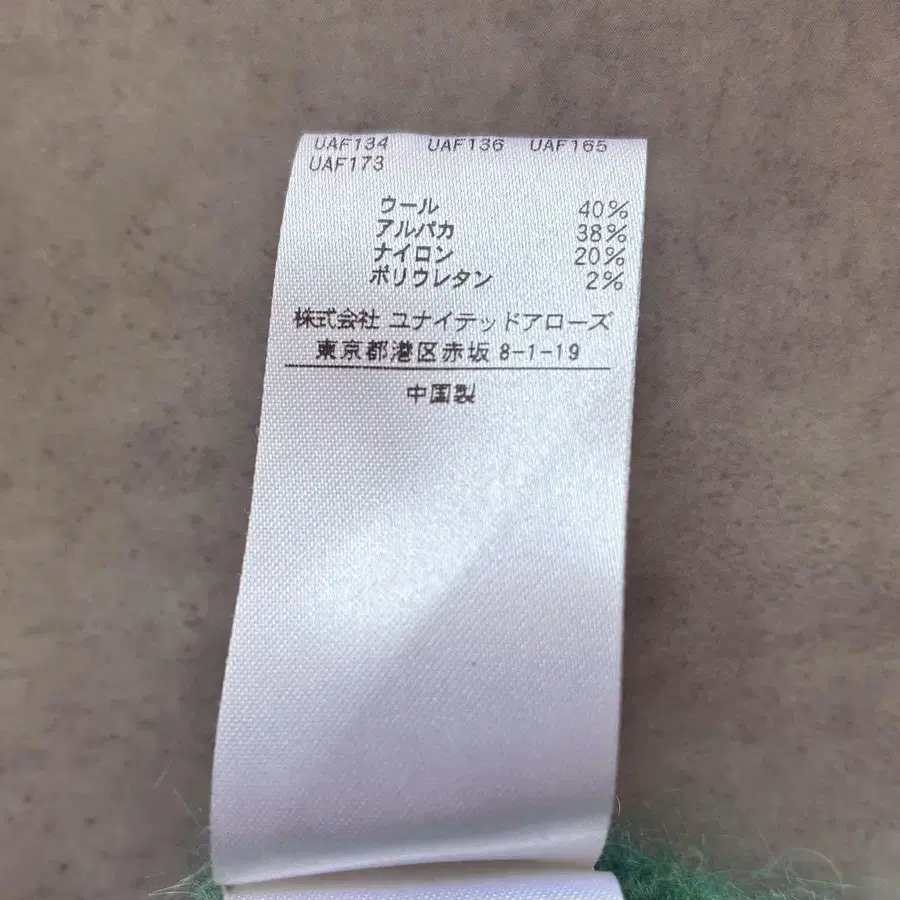 UAF134 UAF136 UAF165
UAF173
ウール 40%
アルパカ 38%
ナイロン 20%
ポリウレタン 2%
株式会社 ユナイテッドアローズ
東京都港区赤坂 8-1-19
中国製